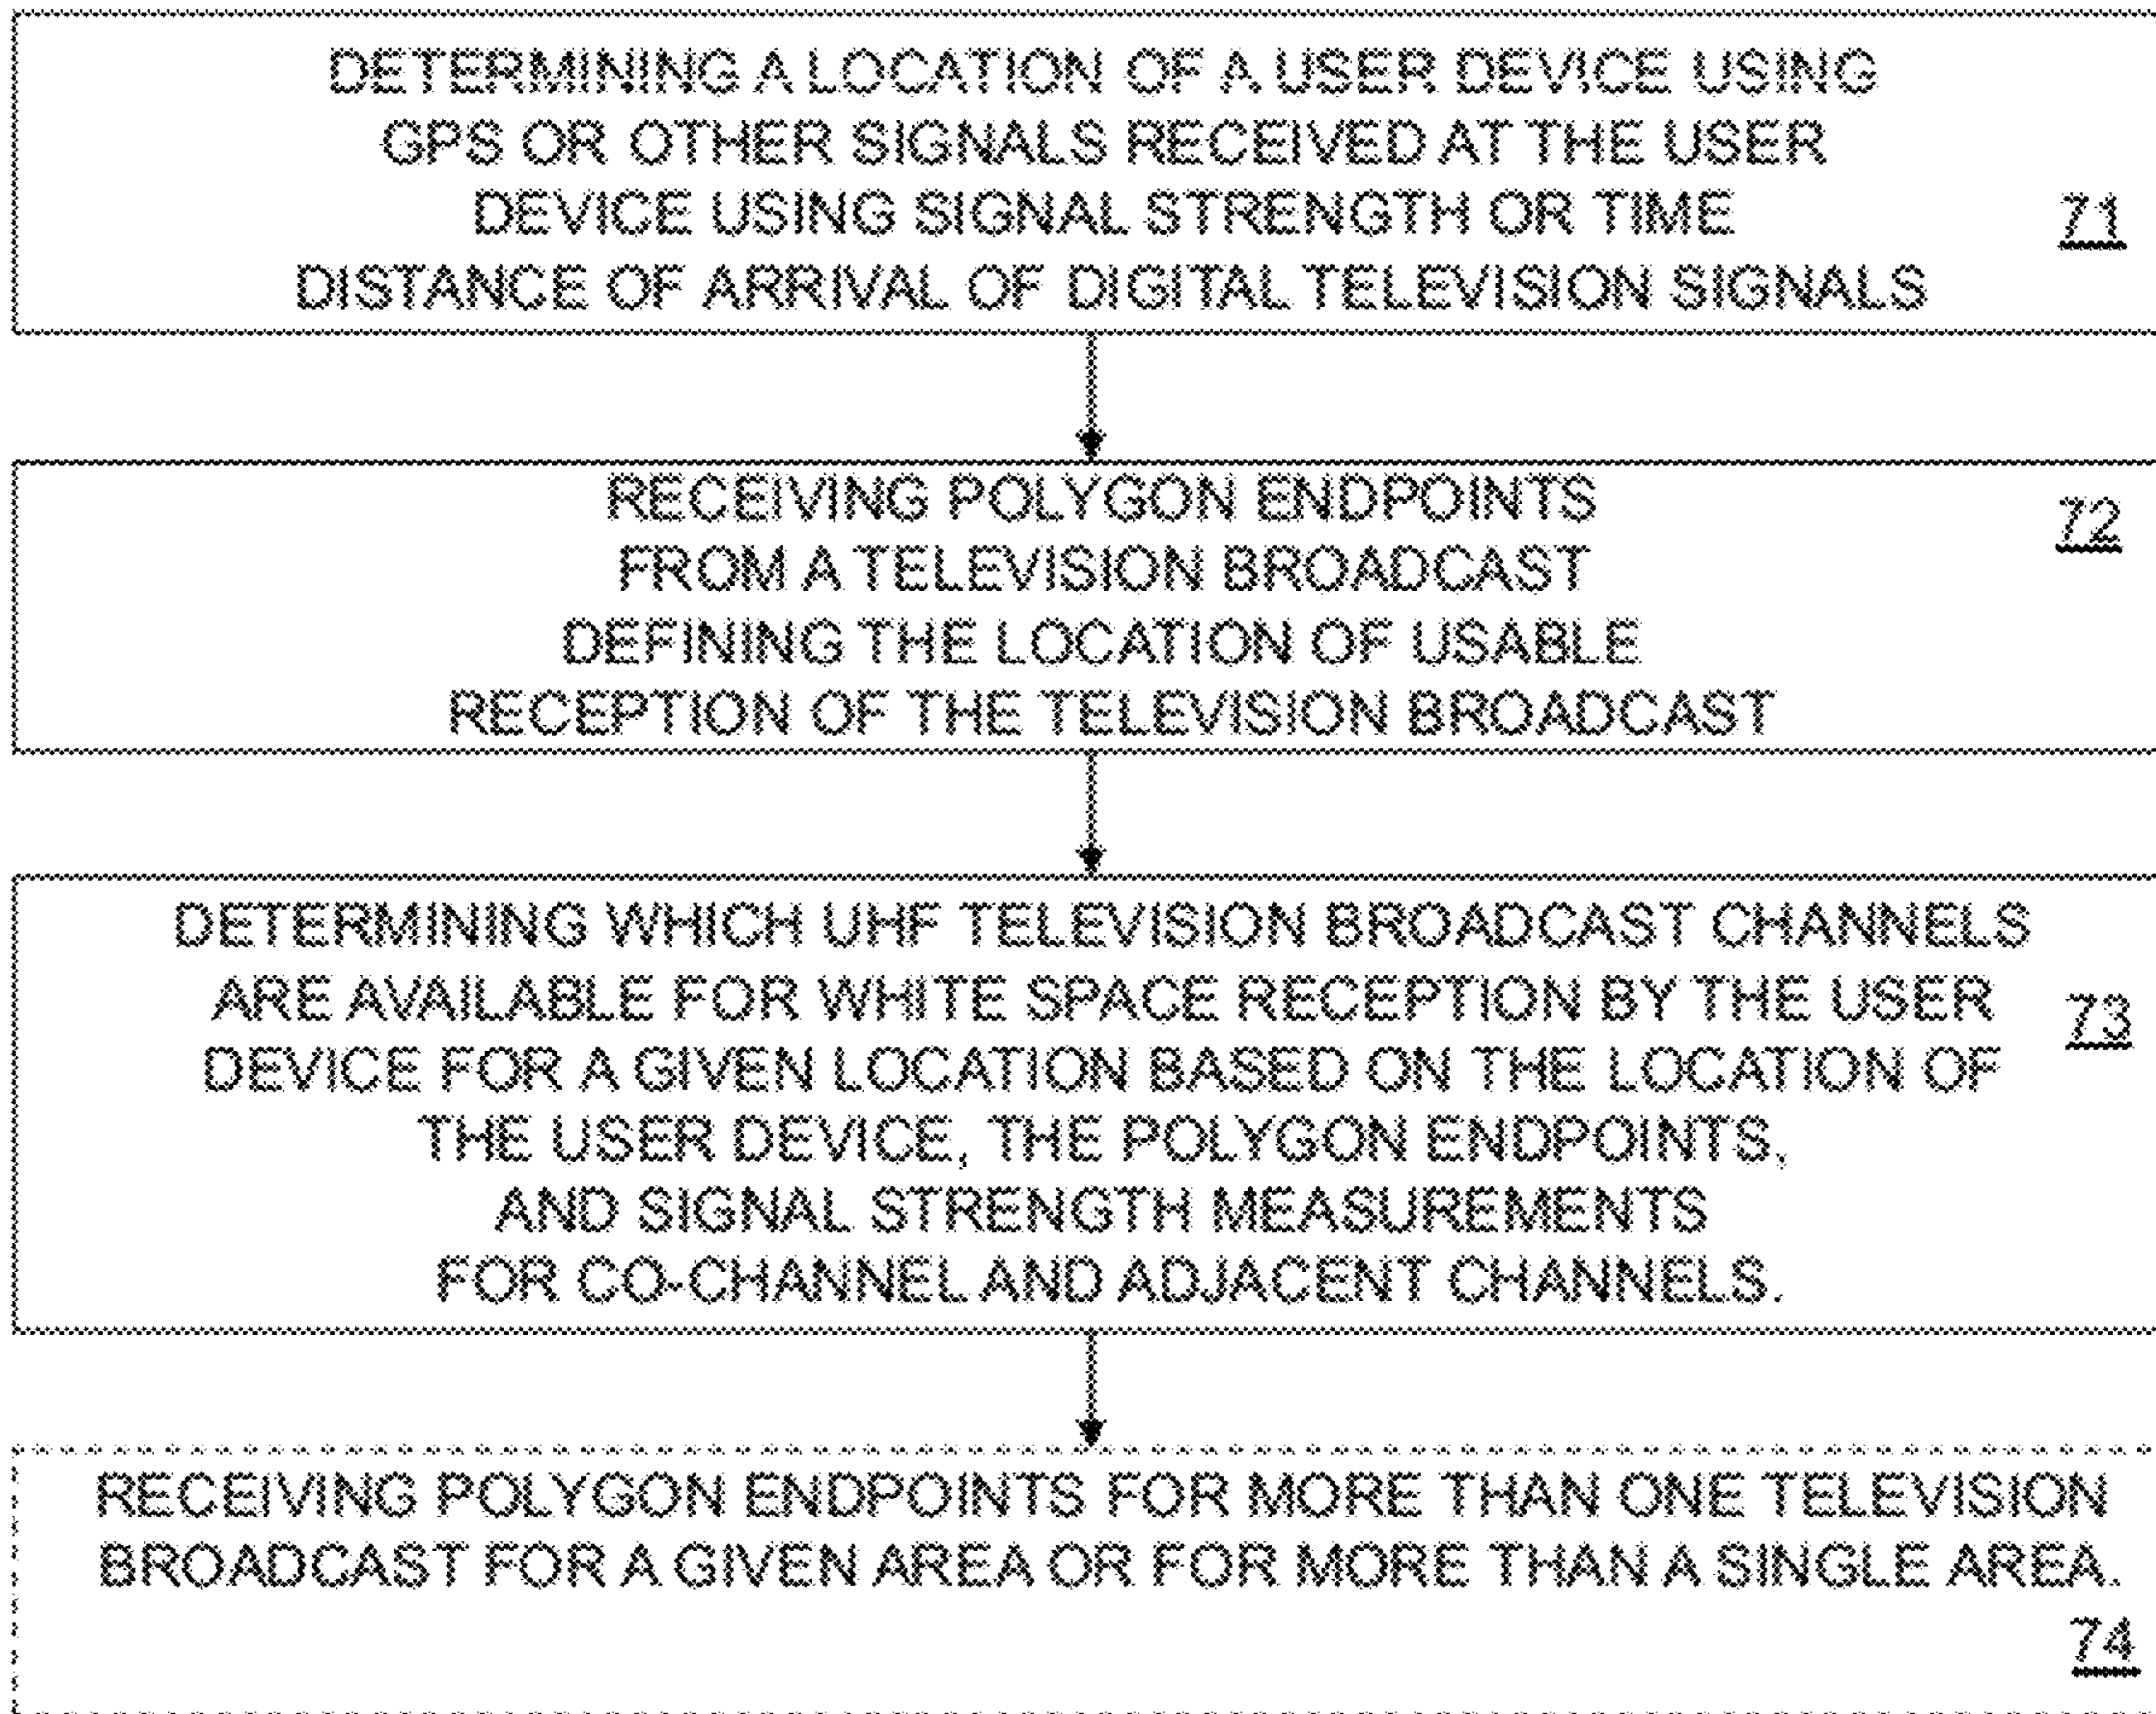 DETERMINING A LOCATION OF A USER DEVICE USING
GPS OR OTHER SIGNALS RECEIVED AT THE USER
DEVICE USING SIGNAL STRENGTH OR TIME
71
DISTANCE OF ARRIVAL OF DIGITAL TELEVISION SIGNALS
RECEIVING POLYGON ENDPOINTS
72
FROM A TELEVISION BROADCAST
DEFINING THE LOCATION OF USABLE
RECEPTION OF THE TELEVISION BROADCAST
DETERMINING WHICH UHF TELEVISION BROADCAST CHANNELS
ARE AVAILABLE FOR WHITE SPACE RECEPTION BY THE USER
73
DEVICE FOR A GIVEN LOCATION BASED ON THE LOCATION OF
THE USER DEVICE, THE POLYGON ENDPOINTS,
AND SIGNAL STRENGTH MEASUREMENTS
FOR CO-CHANNEL AND ADJACENT CHANNELS.
RECEIVING POLYGON ENDPOINTS FOR MORE THAN ONE TELEVISION
BROADCAST FOR A GIVEN AREA OR FOR MORE THAN A SINGLE AREA.
74